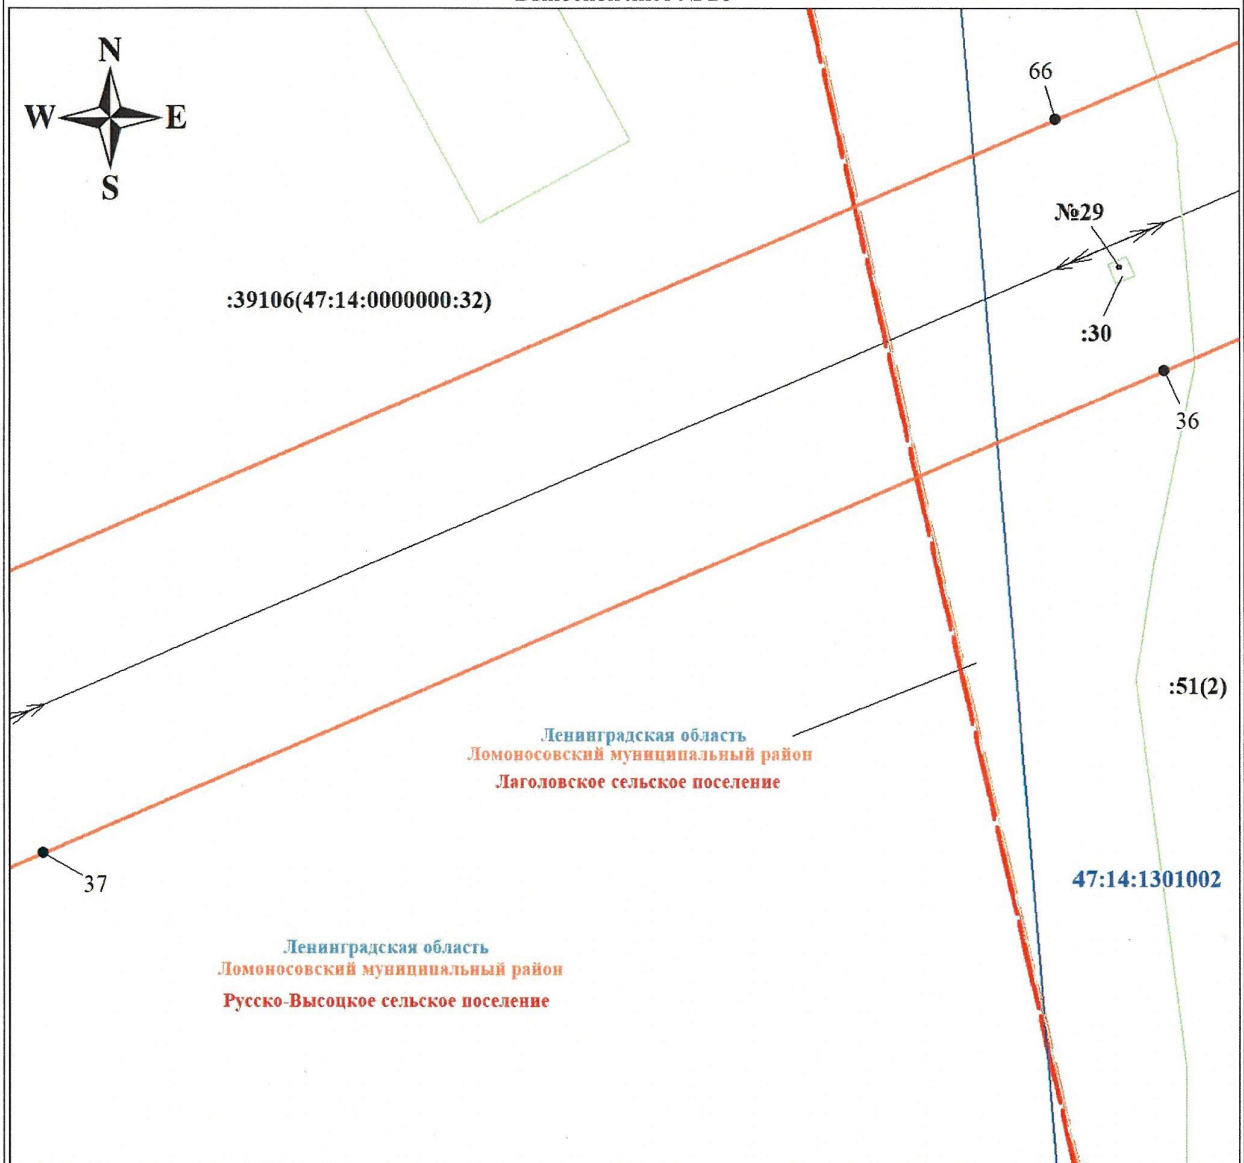 N
W E
S
66
№29
:39106(47:14:0000000:32)
:30
36
:51(2)
Ленинградская область
Ломоносовский муниципальный район
Лаголовское сельское поселение
37
47:14:1301002
Ленинградская область
Ломоносовский муниципальный район
Русско-Высоцкое сельское поселение